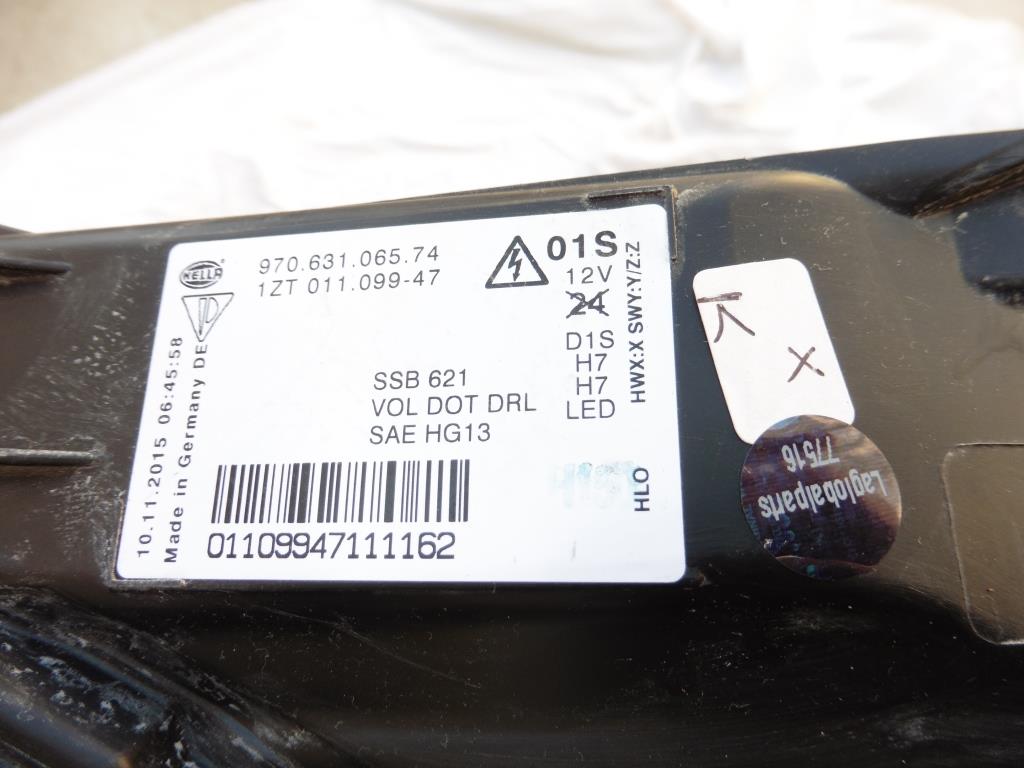 HELLA
970.631.065.74
1ZT 011.099-47
01S
12V
24
D1S
H7
H7
LED
SSB 621
VOL DOT DRL
SAE HG13
01109947111162
10.11.2015 06:45:58
Made in Germany DE
HWX:X SWY:Y/Z:Z
HLO
X
Laglobalparts
77516